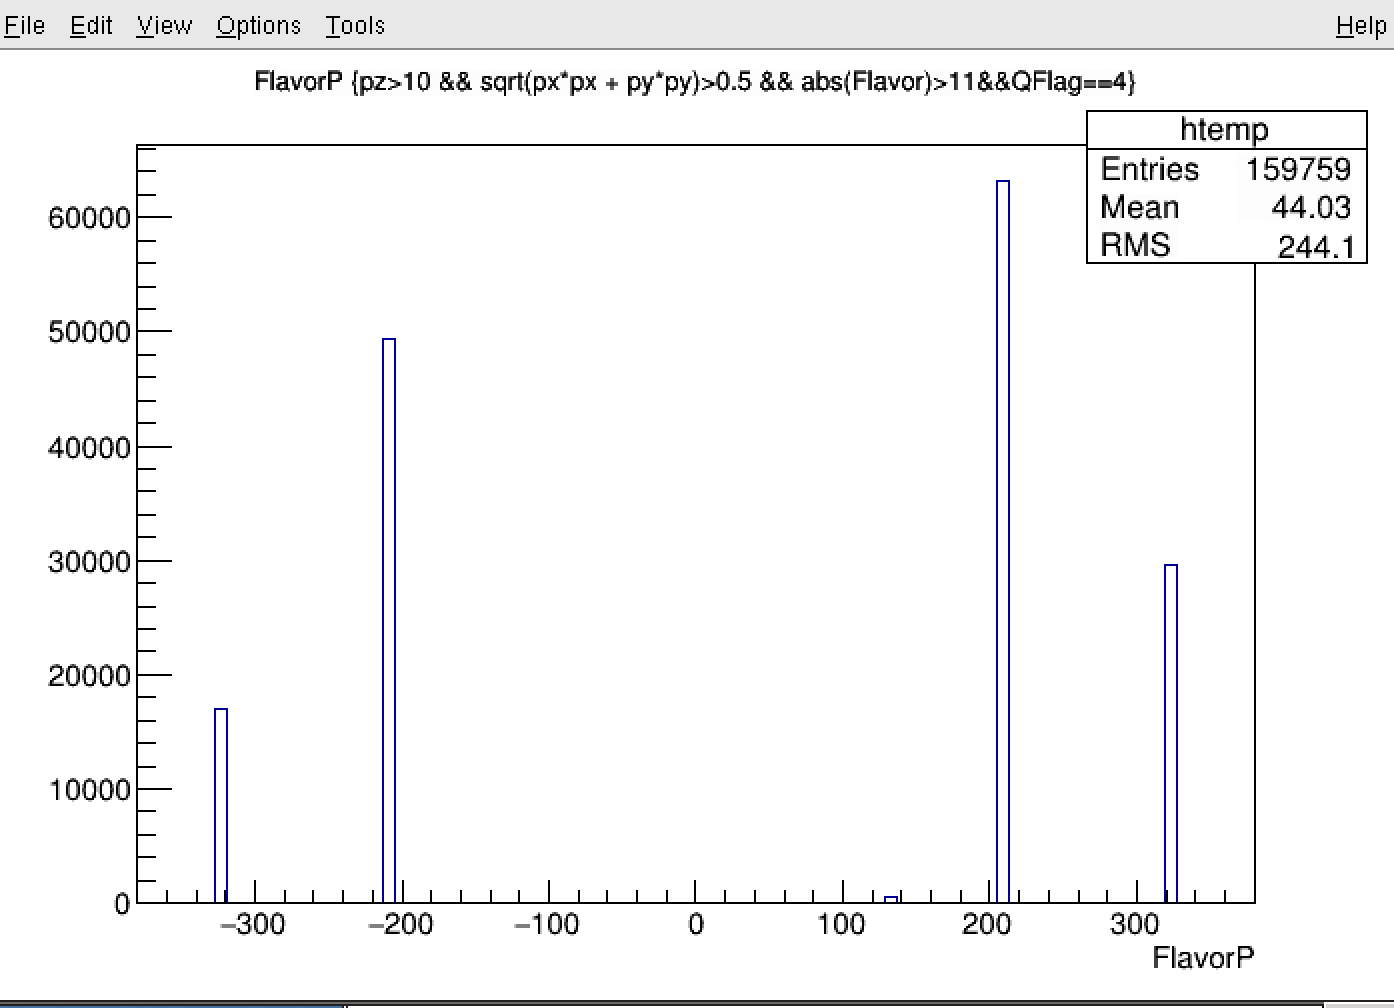 File Edit View Options Tools Help
FlavorP {pz>10 && sqrt(px*px + py*py)>0.5 && abs(Flavor)>11&&QFlag==4}
htemp
Entries 159759
Mean 44.03
RMS 244.1
60000
50000
40000
30000
20000
10000
0
−300 −200 −100 0 100 200 300
FlavorP